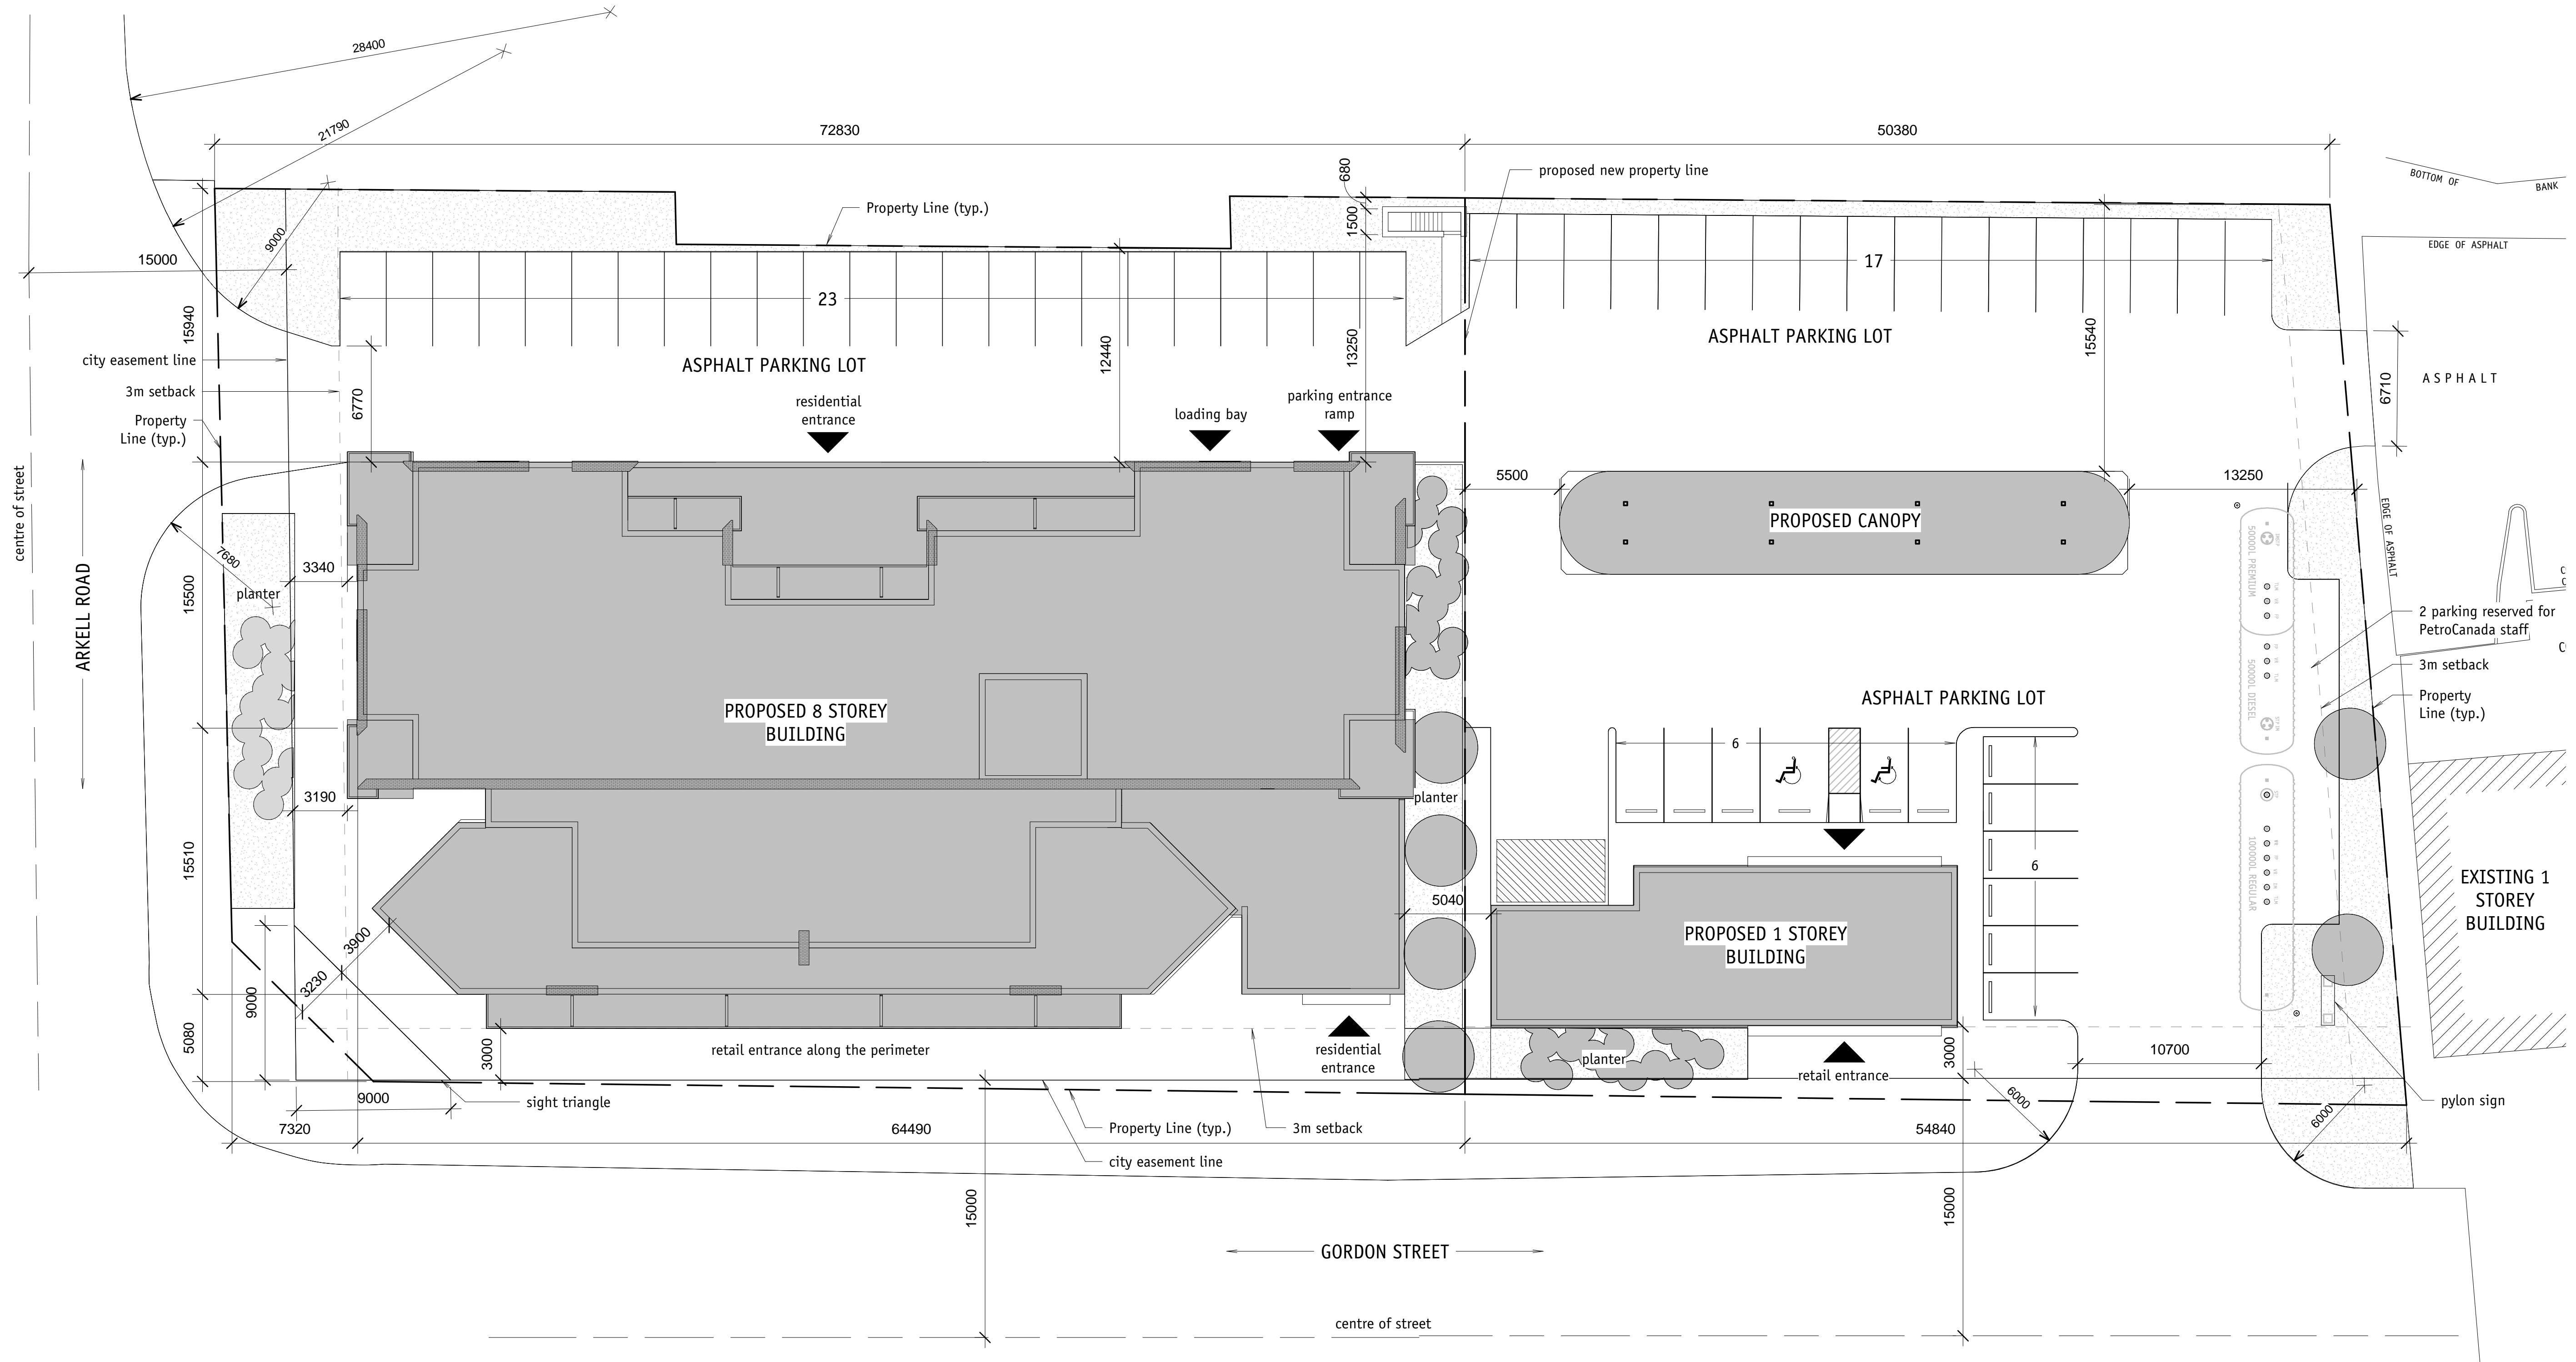 28400
21790
72830
50380
680
proposed new property line
BOTTOM OF
BANK
Property Line (typ.)
1500
9000
EDGE OF ASPHALT
15000
17
23
15940
ASPHALT PARKING LOT
15540
city easement line
12440
13250
ASPHALT PARKING LOT
6710
ASPHALT
3m setback
6770
residential
entrance
loading bay
parking entrance
ramp
Property
Line (typ.)
centre of street
5500
13250
PROPOSED CANOPY
EDGE OF ASPHALT
50000L PREMIUM
7680
3340
planter
15500
ARKELL ROAD
2 parking reserved for
PetroCanada staff
3m setback
50000L DIESEL
ASPHALT PARKING LOT
Property
Line (typ.)
PROPOSED 8 STOREY
BUILDING
6
3190
planter
15510
6
100000L REGULAR
EXISTING 1
STOREY
BUILDING
5040
PROPOSED 1 STOREY
BUILDING
3900
3230
9000
5080
3000
retail entrance along the perimeter
residential
entrance
planter
3000
retail entrance
10700
9000
sight triangle
6000
6000
pylon sign
7320
64490
Property Line (typ.)
3m setback
54840
city easement line
15000
15000
GORDON STREET
centre of street